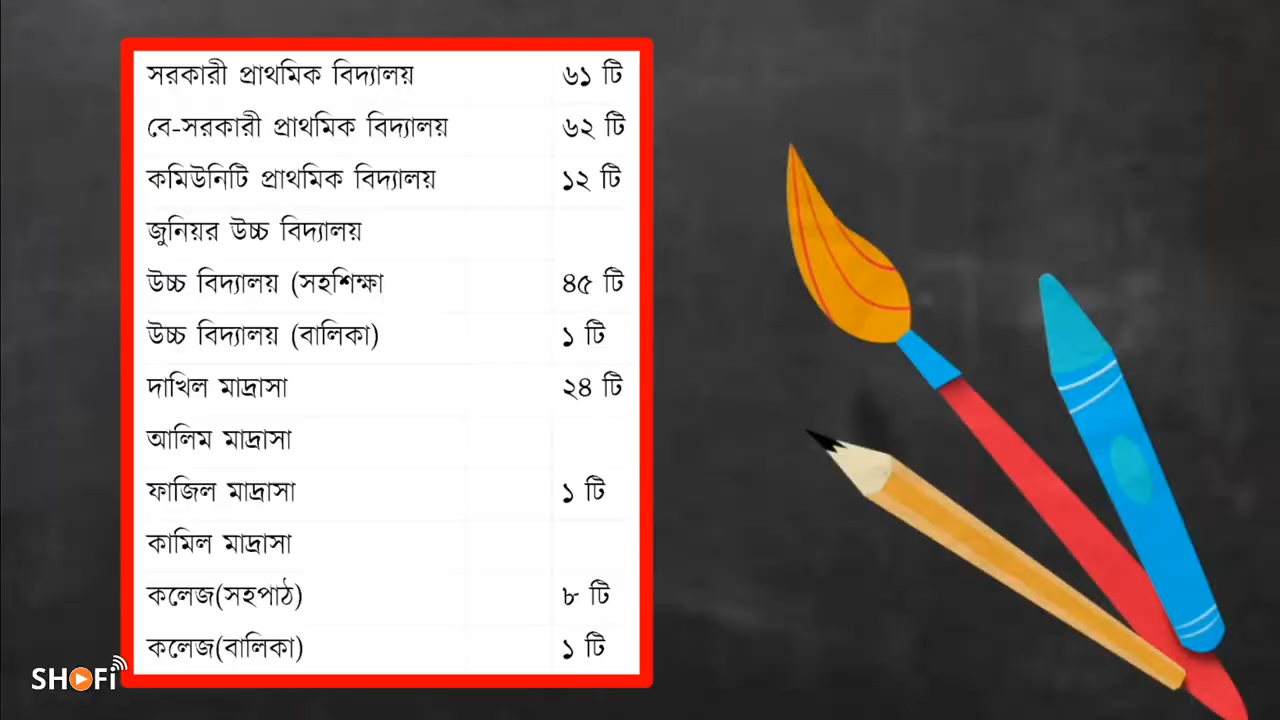 সরকারী প্রাথমিক বিদ্যালয় ৬১ টি
বে-সরকারী প্রাথমিক বিদ্যালয় ৬২ টি
কমিউনিটি প্রাথমিক বিদ্যালয় ১২ টি
জুনিয়র উচ্চ বিদ্যালয়
উচ্চ বিদ্যালয় (সহশিক্ষা ৪৫ টি
উচ্চ বিদ্যালয় (বালিকা) ১ টি
দাখিল মাদ্রাসা ২৪ টি
আলিম মাদ্রাসা
ফাজিল মাদ্রাসা ১ টি
কামিল মাদ্রাসা
কলেজ(সহপাঠ) ৮ টি
কলেজ(বালিকা) ১ টি
SHOFi